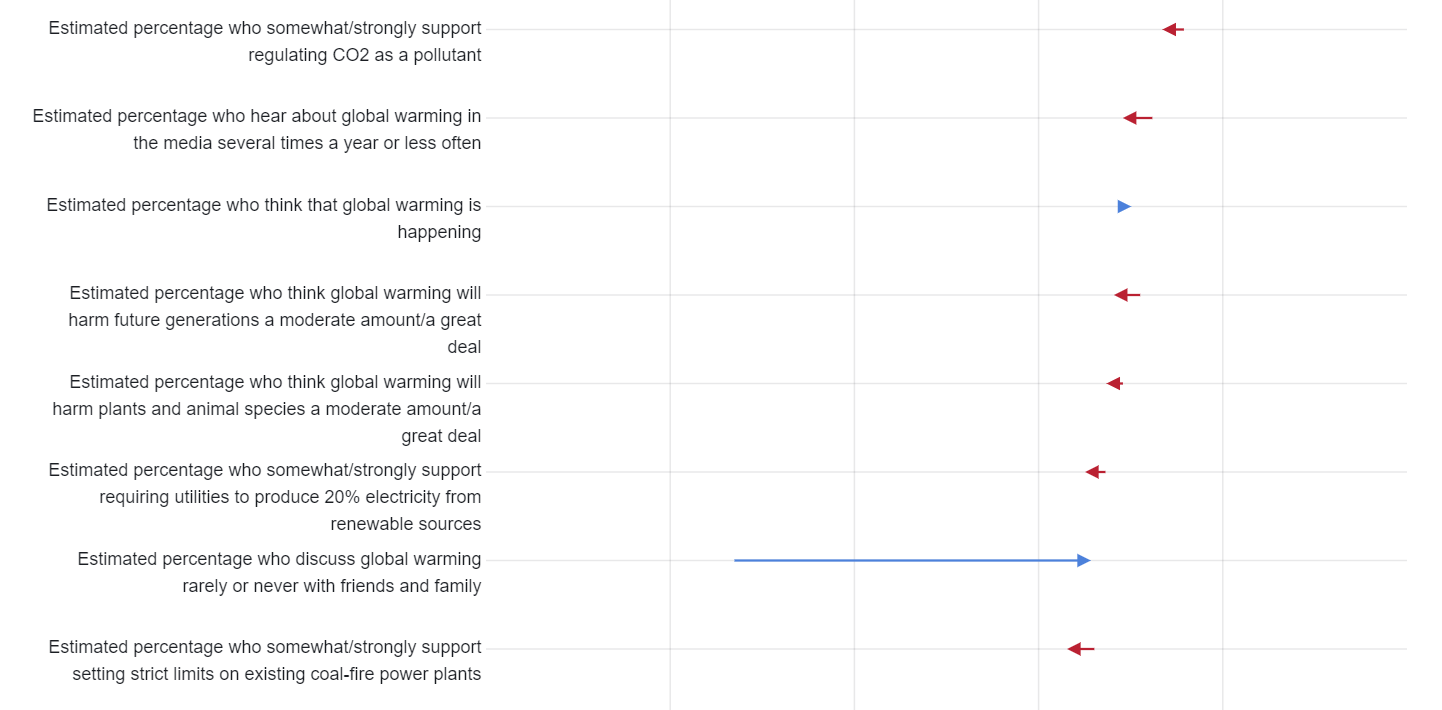 Estimated percentage who somewhat/strongly support
regulating CO2 as a pollutant
Estimated percentage who hear about global warming in
the media several times a year or less often
Estimated percentage who think that global warming is
happening
Estimated percentage who think global warming will
harm future generations a moderate amount/a great
deal
Estimated percentage who think global warming will
harm plants and animal species a moderate amount/a
great deal
Estimated percentage who somewhat/strongly support
requiring utilities to produce 20% electricity from
renewable sources
Estimated percentage who discuss global warming
rarely or never with friends and family
Estimated percentage who somewhat/strongly support
setting strict limits on existing coal-fire power plants